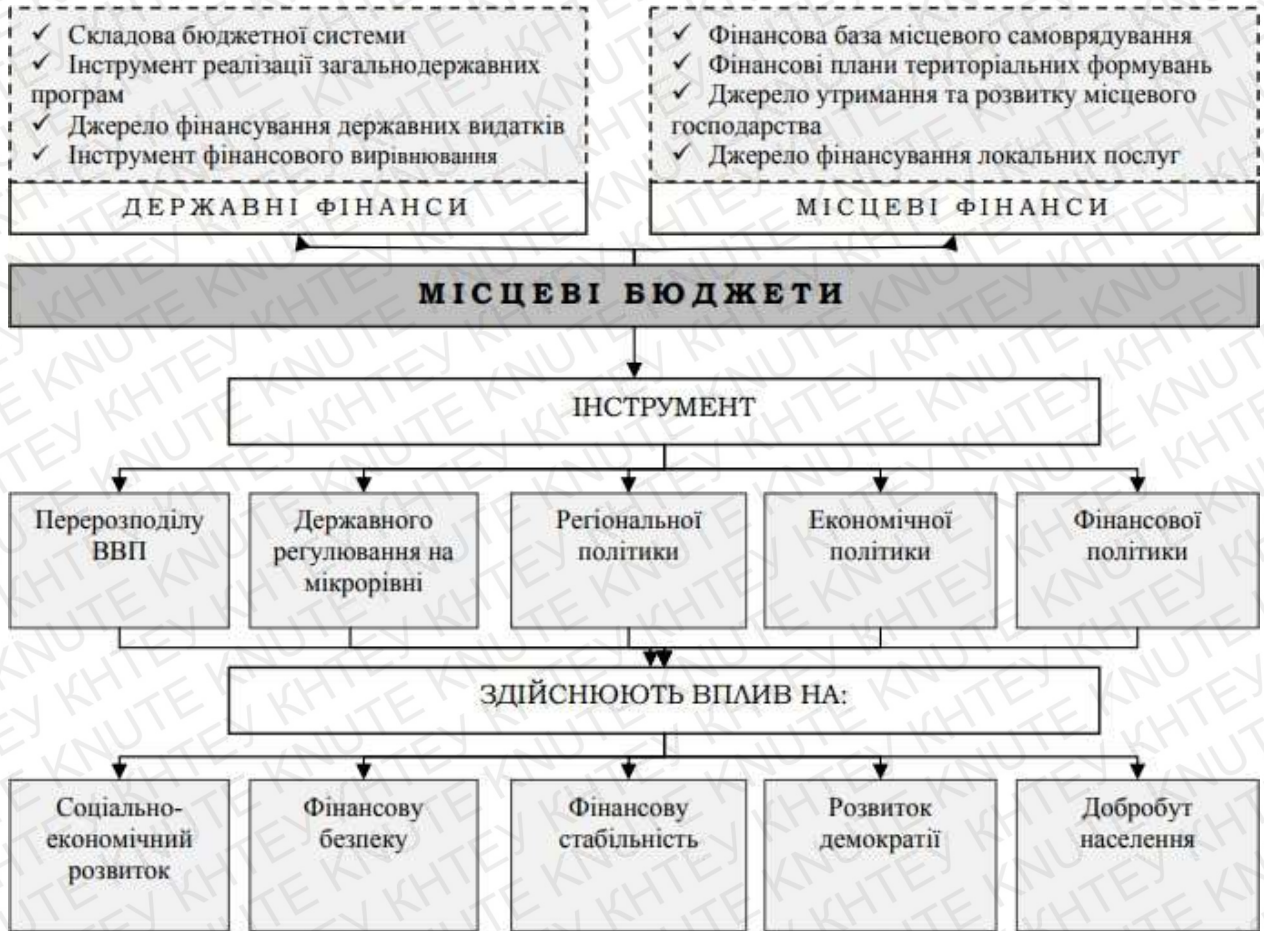 ✓ Складова бюджетної системи
✓ Інструмент реалізації загальнодержавних
програм
✓ Джерело фінансування державних видатків
✓ Інструмент фінансового вирівнювання
ДЕРЖАВНІ ФІНАНСИ
✓ Фінансова база місцевого самоврядування
✓ Фінансові плани територіальних формувань
✓ Джерело утримання та розвитку місцевого
господарства
✓ Джерело фінансування локальних послуг
МІСЦЕВІ ФІНАНСИ
МІСЦЕВІ БЮДЖЕТИ
ІНСТРУМЕНТ
Перерозподілу
ВВП
Державного
регулювання на
мікрорівні
Регіональної
політики
Економічної
політики
Фінансової
політики
ЗДІЙСНЮЮТЬ ВПЛИВ НА:
Соціально-
економічний
розвиток
Фінансову
безпеку
Фінансову
стабільність
Розвиток
демократії
Добробут
населення